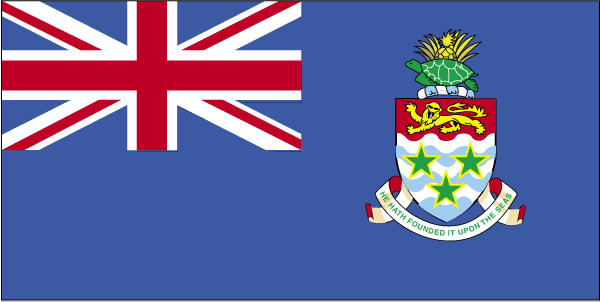 HE HATH FOUNDED IT UPON THE SEAS